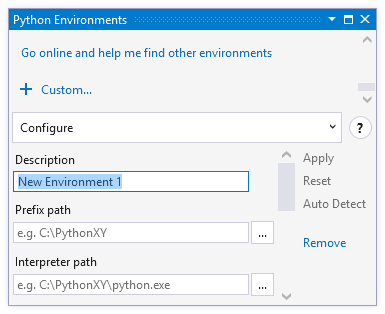 Python Environments
Go online and help me find other environments
+ Custom...
Configure
?
Description
Apply
New Environment 1
Reset
Auto Detect
Prefix path
e.g. C:\PythonXY
...
Remove
Interpreter path
e.g. C:\PythonXY\python.exe
...